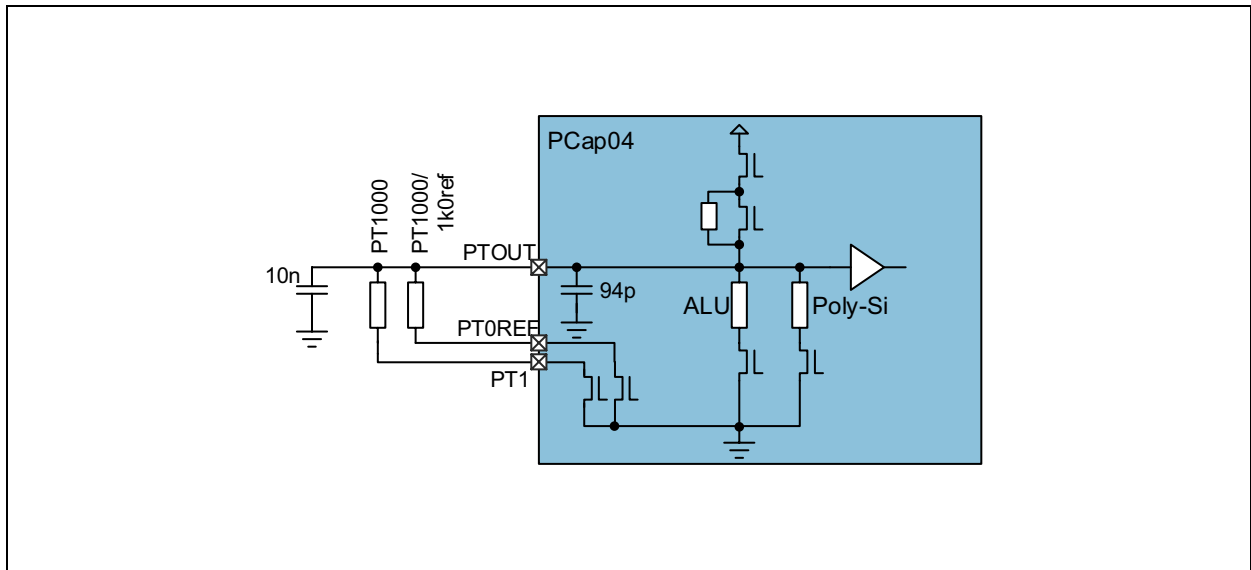 PCap04
PT1000
PT1000/
1k0ref
PTOUT
10n
94p
ALU
Poly-Si
PT0REF
PT1